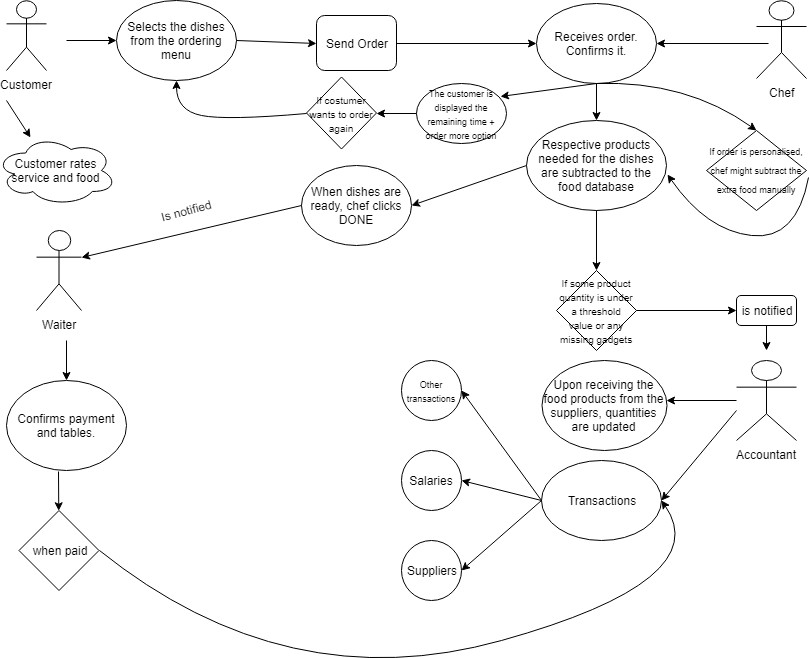 Selects the dishes
from the ordering
menu
Send Order
Receives order.
Confirms it.
Customer
Chef
If costumer
wants to order
again
The customer is
displayed the
remaining time +
order more option
Respective products
needed for the dishes
are subtracted to the
food database
If order is personalised,
chef might subtract the
extra food manually
Customer rates
service and food
When dishes are
ready, chef clicks
DONE
Is notified
Waiter
If some product
quantity is under
a threshold
value or any
missing gadgets
is notified
Other
transactions
Upon receiving the
food products from the
suppliers, quantities
are updated
Accountant
Confirms payment
and tables.
Salaries
Transactions
when paid
Suppliers